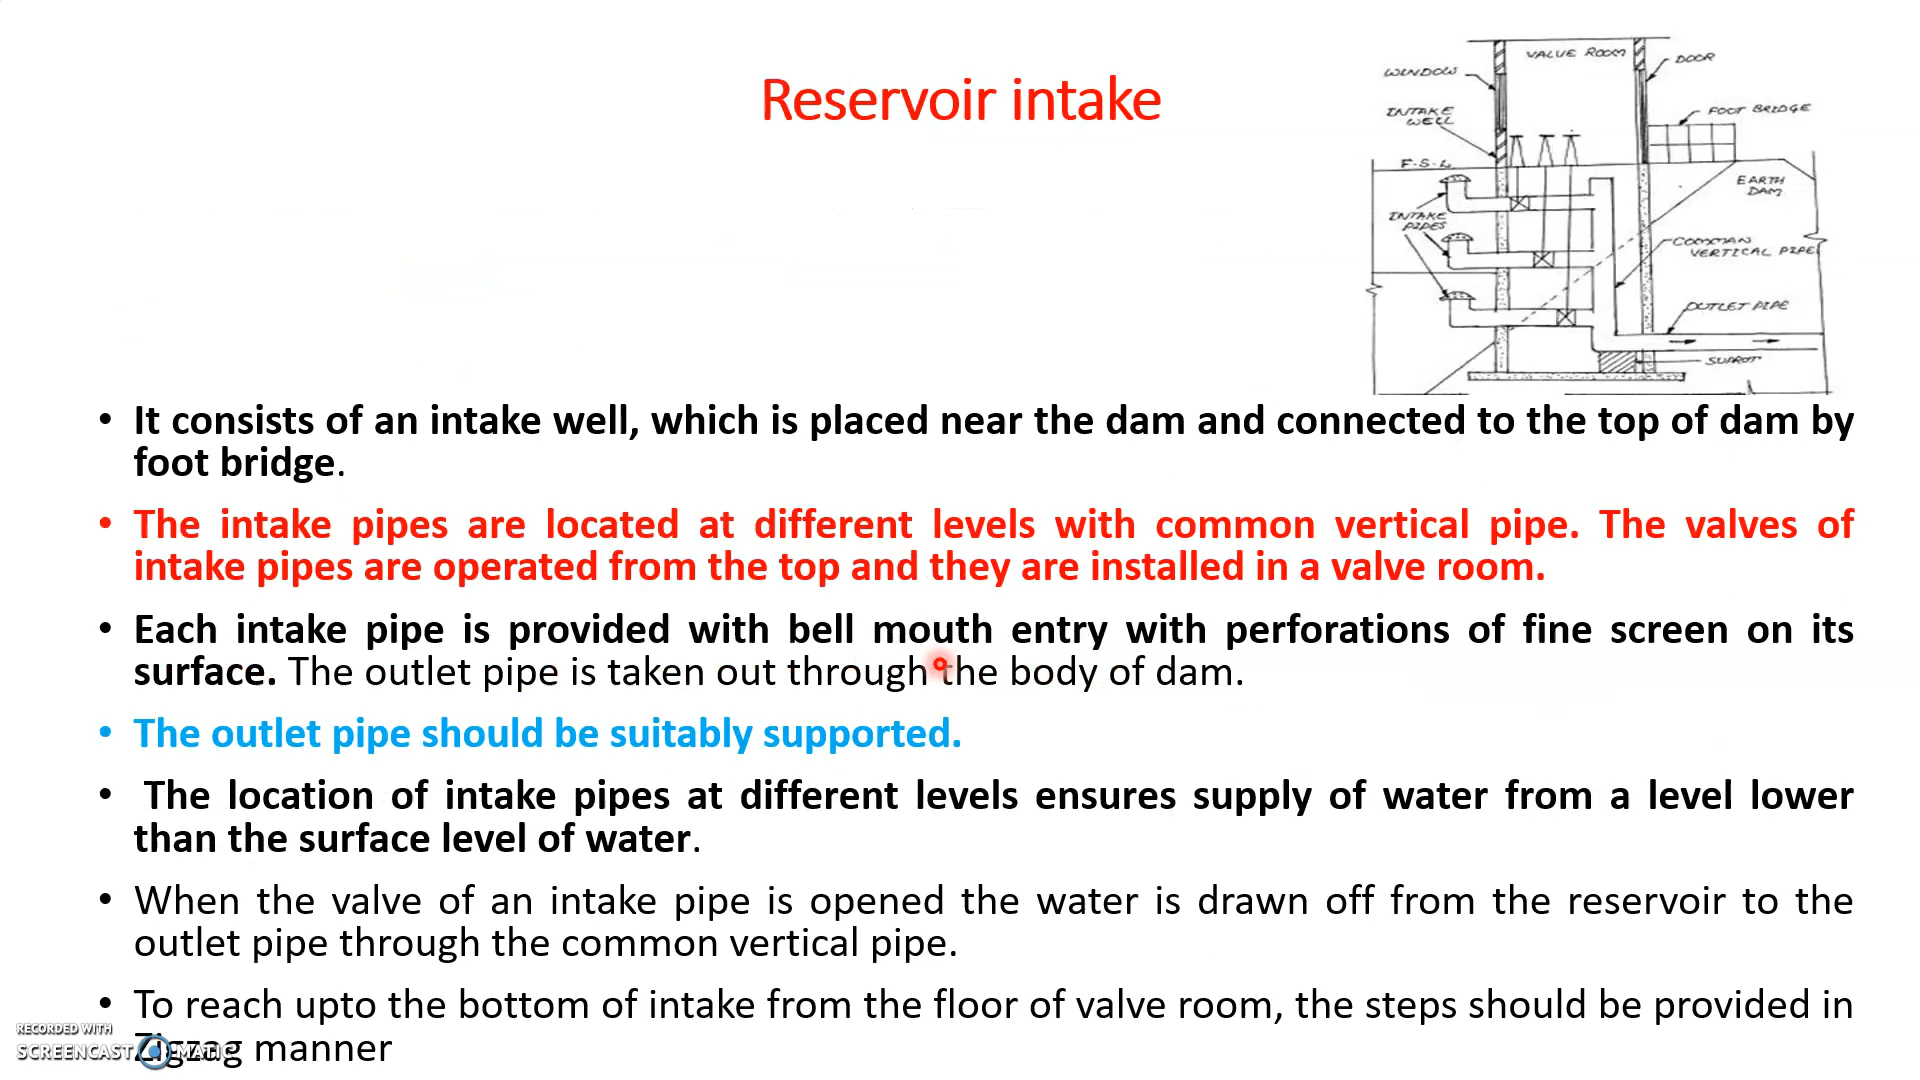 Reservoir intake
VALVE ROOM
DOOR
WINDOW
INTAKE
WELL
FOOT BRIDGE
F.S.L.
EARTH
DAM
INTAKE
PIPES
COMMAN
VERTICAL PIPE
OUTLET PIPE
SUPROT
• It consists of an intake well, which is placed near the dam and connected to the top of dam by
foot bridge.
• The intake pipes are located at different levels with common vertical pipe. The valves of
intake pipes are operated from the top and they are installed in a valve room.
• Each intake pipe is provided with bell mouth entry with perforations of fine screen on its
surface. The outlet pipe is taken out through the body of dam.
• The outlet pipe should be suitably supported.
• The location of intake pipes at different levels ensures supply of water from a level lower
than the surface level of water.
• When the valve of an intake pipe is opened the water is drawn off from the reservoir to the
outlet pipe through the common vertical pipe.
• To reach upto the bottom of intake from the floor of valve room, the steps should be provided in
Zigzag manner
RECORDED WITH
SCREENCAST MATIC